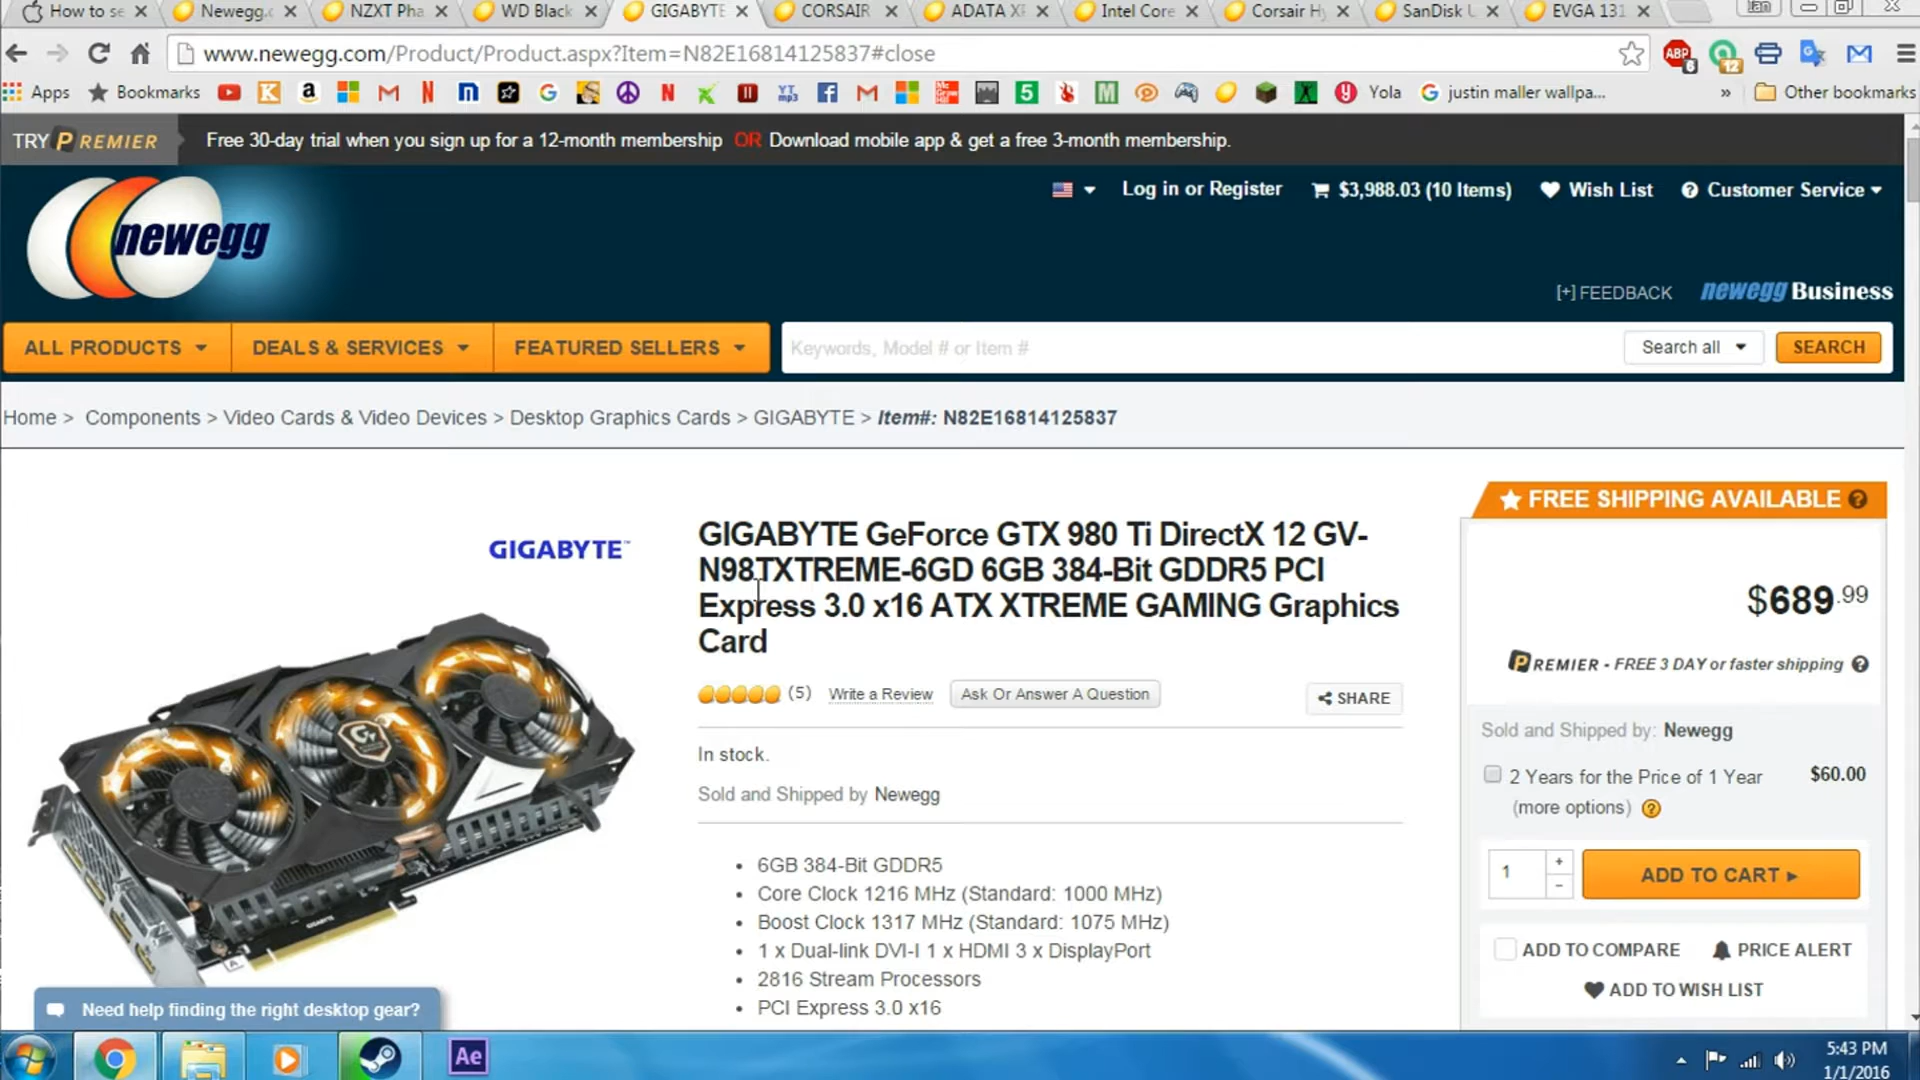 How to se
Newegg.c
NZXT Pha
WD Black
GIGABYTE
CORSAIR
ADATA XP
Intel Core
Corsair Hy
SanDisk U
EVGA 131
Ian
www.newegg.com/Product/Product.aspx?Item=N82E16814125837#close
ABP
6
12
Apps
Bookmarks
Yola
justin maller wallpa...
»
Other bookmarks
TRY PREMIER
Free 30-day trial when you sign up for a 12-month membership OR Download mobile app & get a free 3-month membership.
newegg
Log in or Register
$3,988.03 (10 Items)
Wish List
Customer Service
[+] FEEDBACK
newegg Business
ALL PRODUCTS
DEALS & SERVICES
FEATURED SELLERS
Keywords, Model # or Item #
Search all
SEARCH
Home > Components > Video Cards & Video Devices > Desktop Graphics Cards > GIGABYTE > Item#: N82E16814125837
GIGABYTE™
GIGABYTE GeForce GTX 980 Ti DirectX 12 GV-
N98TXTREME-6GD 6GB 384-Bit GDDR5 PCI
Express 3.0 x16 ATX XTREME GAMING Graphics
Card
(5) Write a Review
Ask Or Answer A Question
SHARE
In stock.
Sold and Shipped by Newegg
• 6GB 384-Bit GDDR5
• Core Clock 1216 MHz (Standard: 1000 MHz)
• Boost Clock 1317 MHz (Standard: 1075 MHz)
• 1 x Dual-link DVI-I 1 x HDMI 3 x DisplayPort
• 2816 Stream Processors
• PCI Express 3.0 x16
FREE SHIPPING AVAILABLE ?
$689.99
PREMIER - FREE 3 DAY or faster shipping ?
Sold and Shipped by: Newegg
2 Years for the Price of 1 Year $60.00
(more options) ?
1
+
-
ADD TO CART
ADD TO COMPARE
PRICE ALERT
ADD TO WISH LIST
GIGABYTE
Need help finding the right desktop gear?
Ae
5:43 PM
1/1/2016